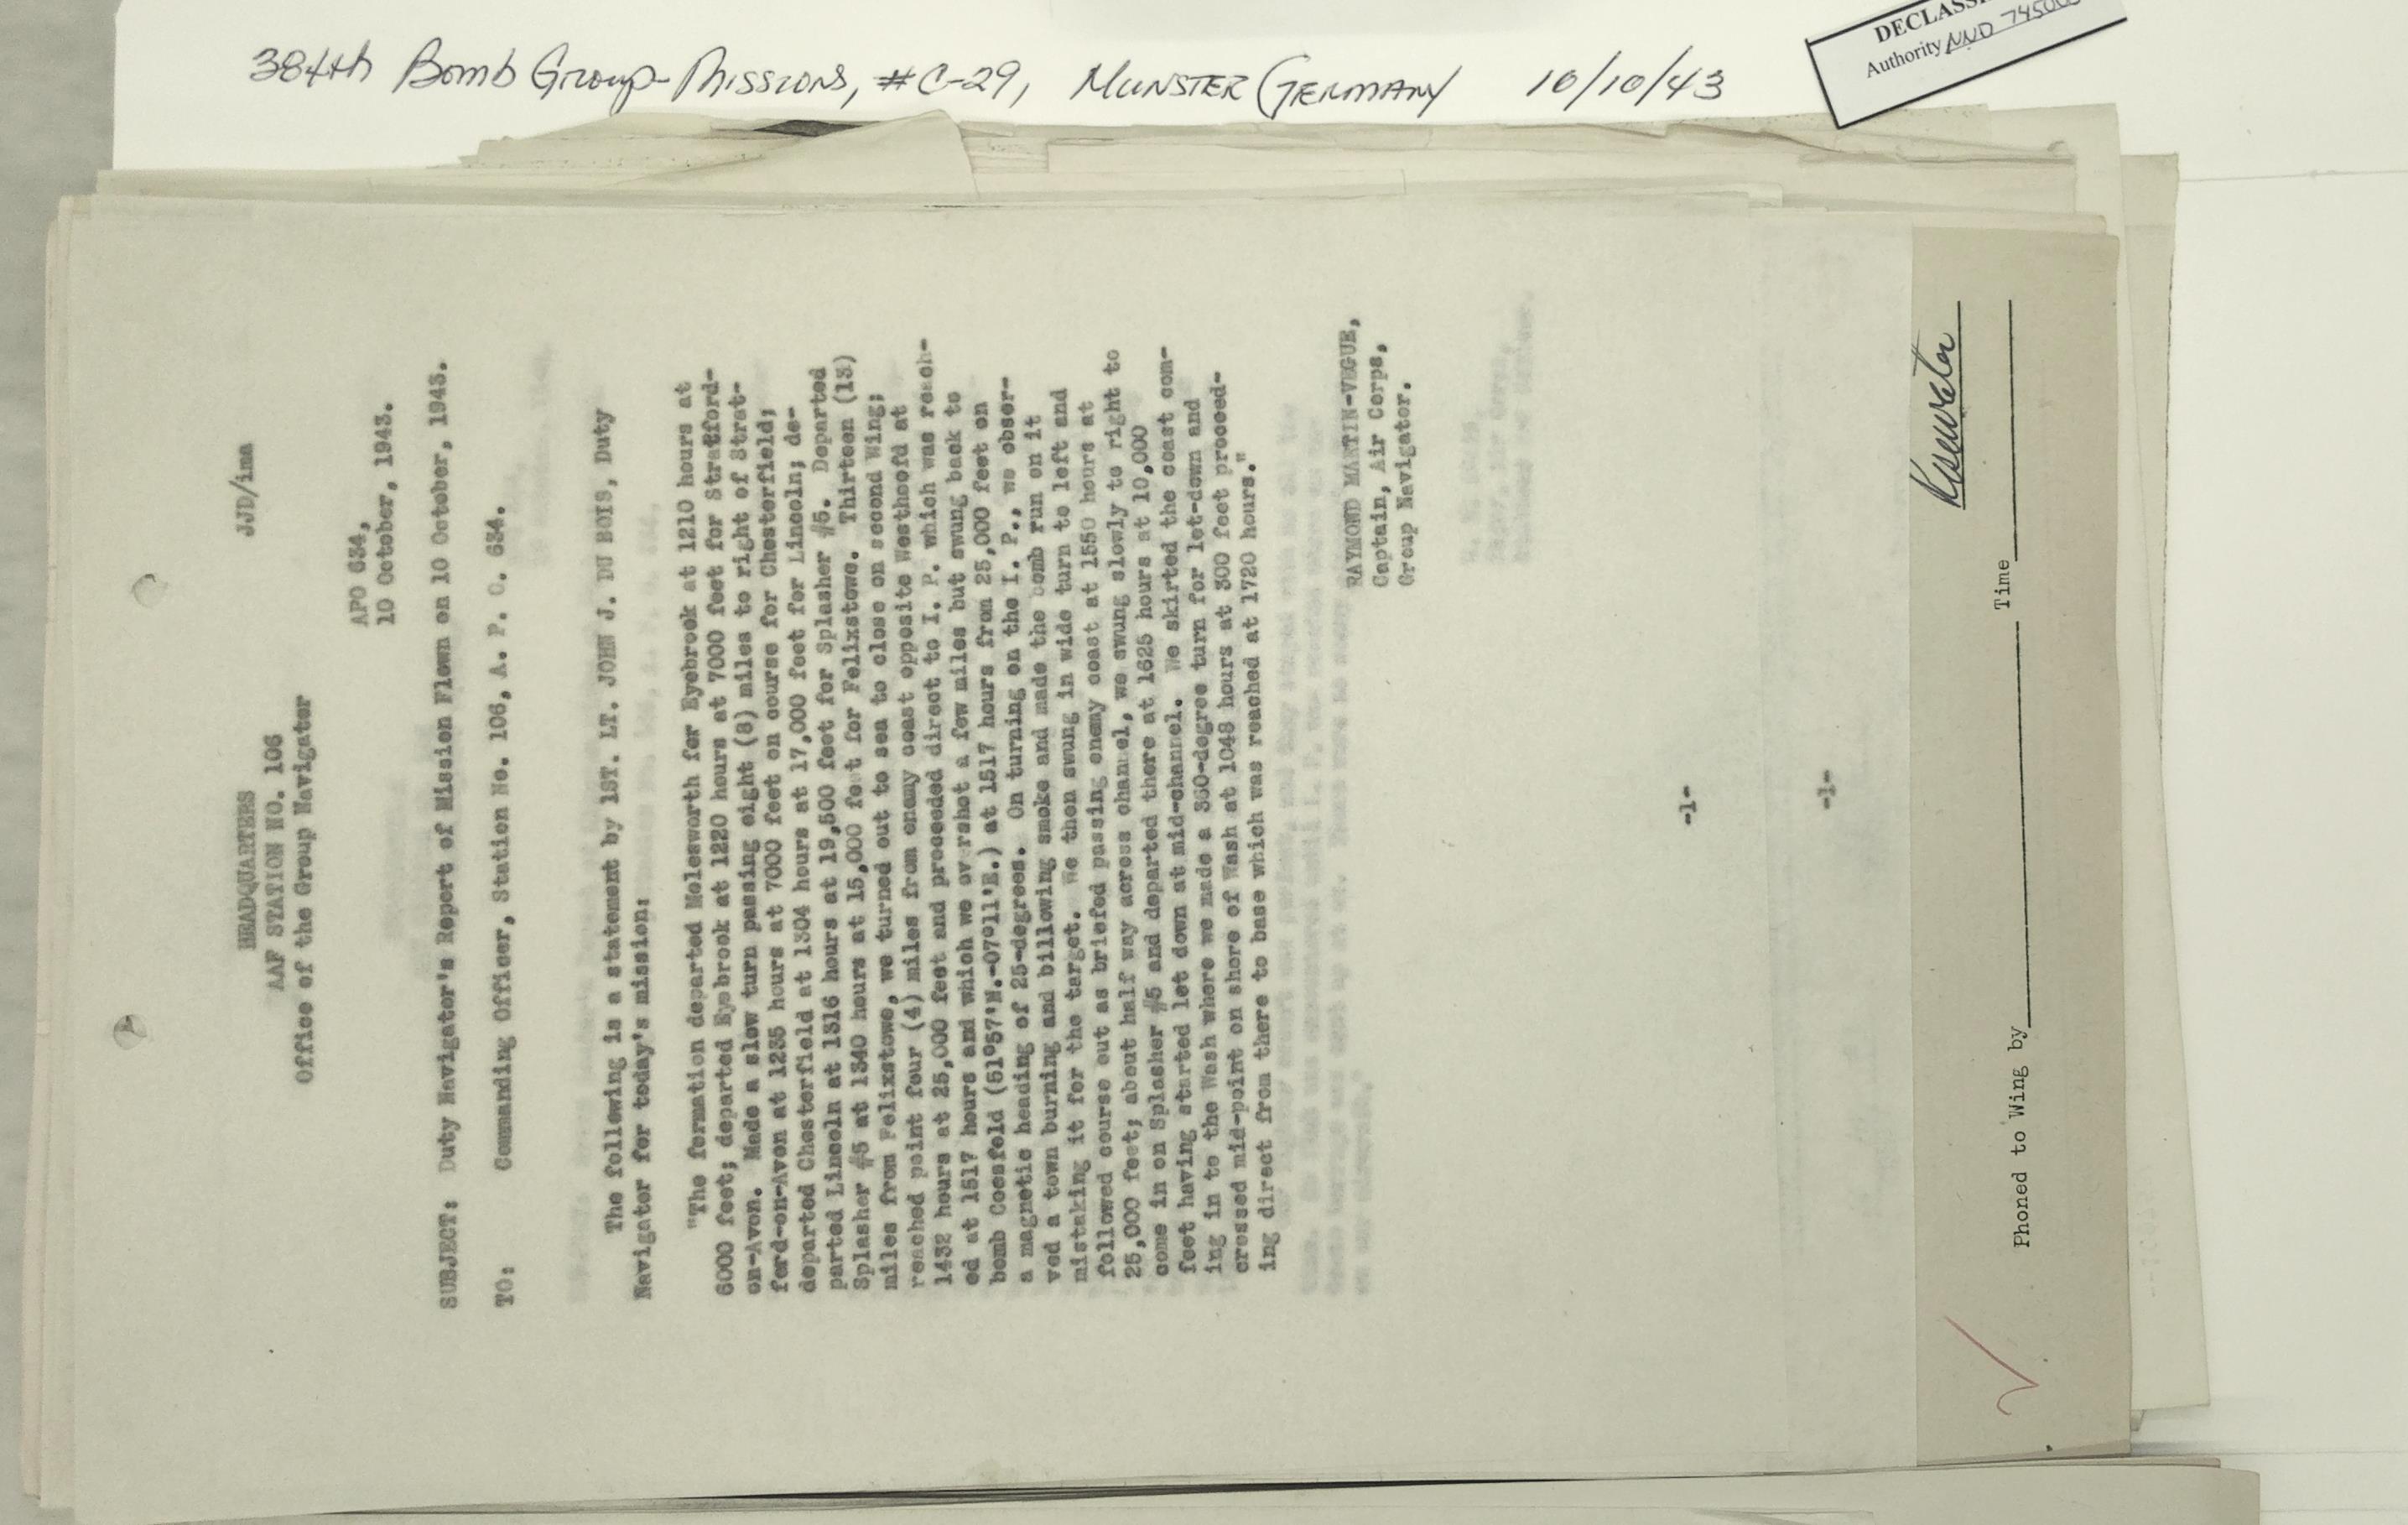 384th Bomb Group-Missions, #C-29, Munster (Germany 10/10/43
Authority NND
JJD/ima
HEADQUARTERS
AAF STATION NO. 106
Office of the Group Navigator
APO 634,
10 October, 1943.
SUBJECT: Duty Navigator's Report of Mission Flown on 10 October, 1943.
TO: Commanding Officer, Station No. 106, A. P. O. 634.
The following is a statement by 1ST. LT. JOHN J. DU BOIS, Duty
Navigator for today's mission:
"The formation departed Molesworth for Eyebrook at 1210 hours at
6000 feet; departed Eyebrook at 1220 hours at 7000 feet for Stratford-
on-Avon. Made a slow turn passing eight (8) miles to right of Strat-
ford-on-Avon at 1235 hours at 7000 feet on course for Chesterfield;
departed Chesterfield at 1304 hours at 17,000 feet for Lincoln; de-
parted Lincoln at 1316 hours at 19,500 feet for Splasher #5. Departed
Splasher #5 at 1340 hours at 15,000 feet for Felixstowe. Thirteen (13)
miles from Felixstowe, we turned out to sea to close on second Wing;
reached point four (4) miles from enemy coast opposite Westhoofd at
1432 hours at 25,000 feet and proceeded direct to I. P. which was reach-
ed at 1517 hours and which we overshot a few miles but swung back to
bomb Coesfeld (51°57'N.-07°11'E.) at 1517 hours from 25,000 feet on
a magnetic heading of 25-degrees. On turning on the I. P., we obser-
ved a town burning and billowing smoke and made the bomb run on it
mistaking it for the target. We then swung in wide turn to left and
followed course out as briefed passing enemy coast at 1550 hours at
25,000 feet; about half way across channel, we swung slowly to right to
come in on Splasher #5 and departed there at 1625 hours at 10,000
feet having started let down at mid-channel. We skirted the coast com-
ing in to the Wash where we made a 360-degree turn for let-down and
crossed mid-point on shore of Wash at 1048 hours at 300 feet proceed-
ing direct from there to base which was reached at 1720 hours."
RAYMOND MARTIN-VEGUE,
Captain, Air Corps,
Group Navigator.
-1-
-1-
Rosewater
Phoned to Wing by Time